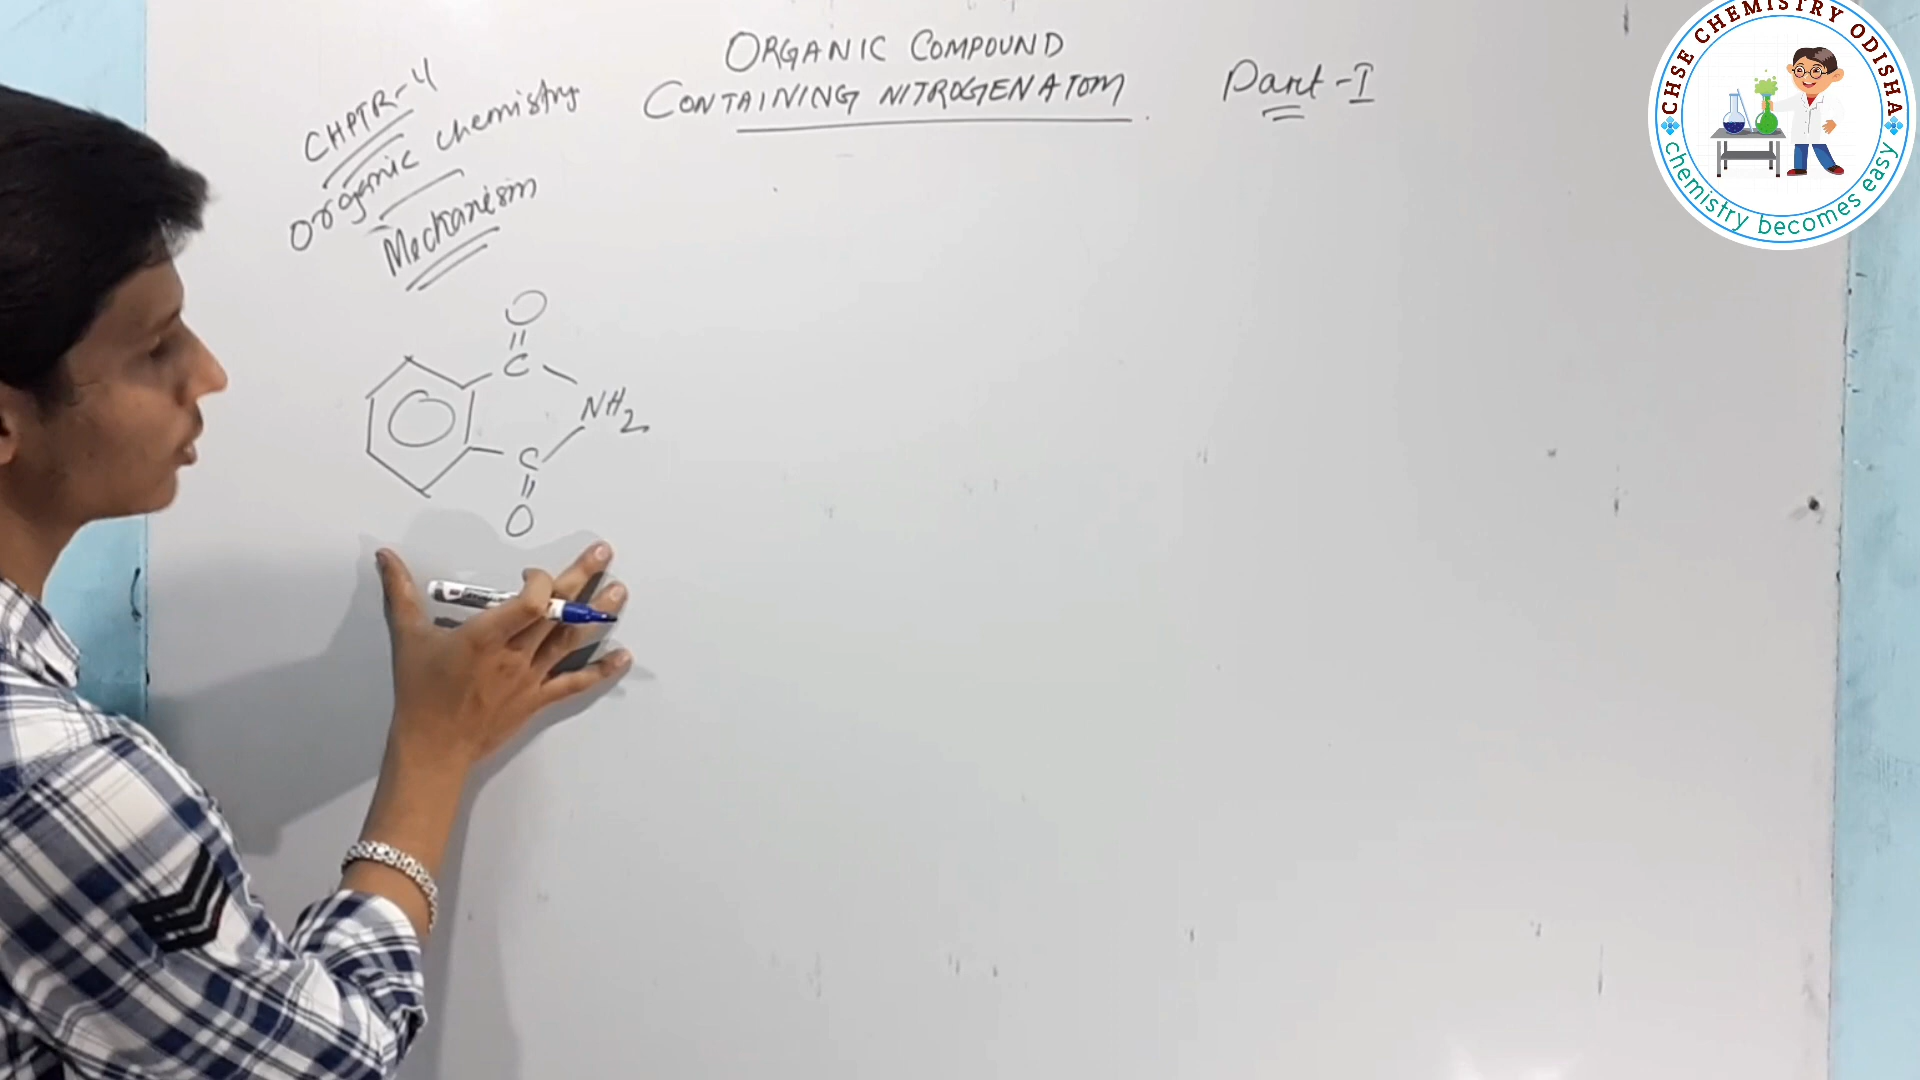 ORGANIC COMPOUND
CONTAINING NITROGEN ATOM
Part-I
CHPTR-4
Organic chemistry
Mechanism
O
C
NH2
C
O
CHSE CHEMISTRY ODISHA
chemistry becomes easy